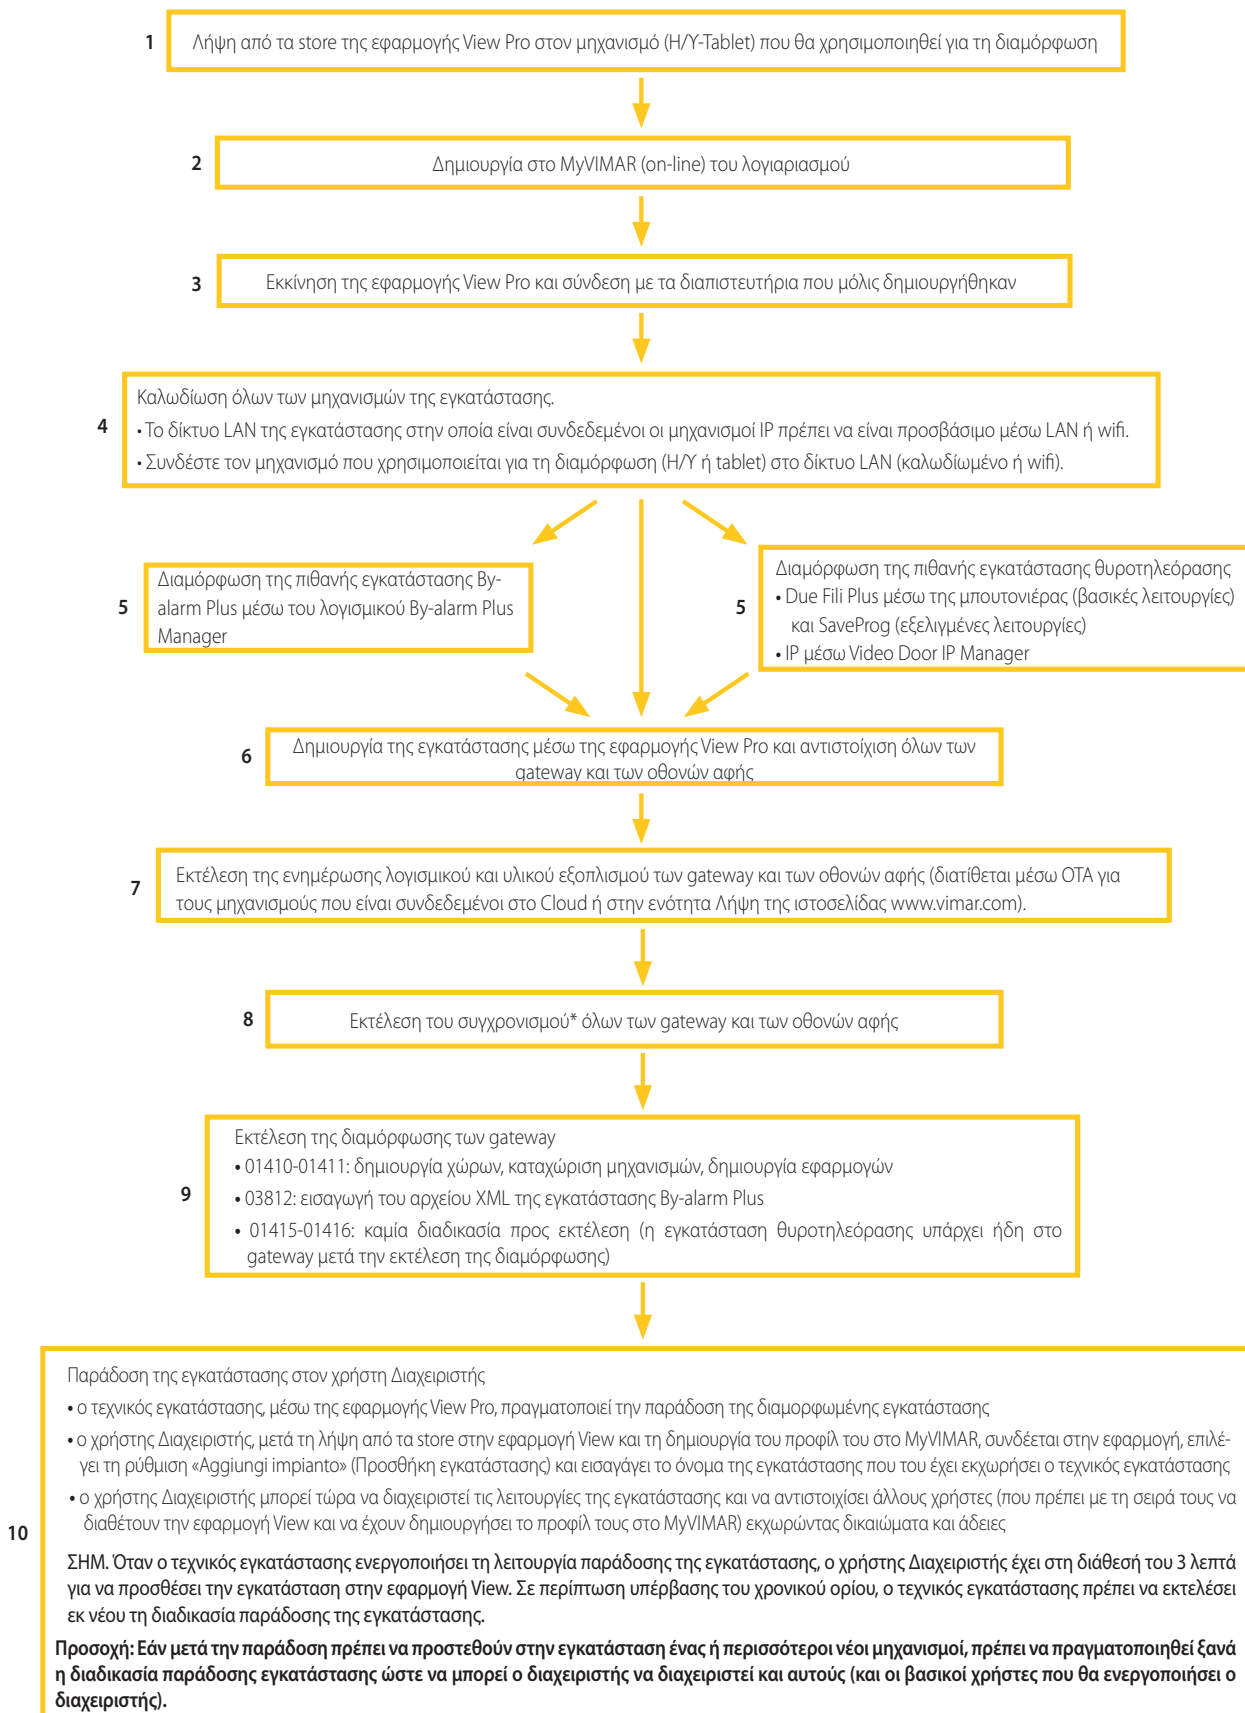 1
Λήψη από τα store της εφαρμογής View Pro στον μηχανισμό (Η/Υ-Tablet) που θα χρησιμοποιηθεί για τη διαμόρφωση
2
Δημιουργία στο MyVIMAR (on-line) του λογιαριασμού
3
Εκκίνηση της εφαρμογής View Pro και σύνδεση με τα διαπιστευτήρια που μόλις δημιουργήθηκαν
4
Καλωδίωση όλων των μηχανισμών της εγκατάστασης.
• Το δίκτυο LAN της εγκατάστασης στην οποία είναι συνδεδεμένοι οι μηχανισμοί IP πρέπει να είναι προσβάσιμο μέσω LAN ή wifi.
• Συνδέστε τον μηχανισμό που χρησιμοποιείται για τη διαμόρφωση (Η/Υ ή tablet) στο δίκτυο LAN (καλωδίωμένο ή wifi).
5
Διαμόρφωση της πιθανής εγκατάστασης By-
alarm Plus μέσω του λογισμικού By-alarm Plus
Manager
5
Διαμόρφωση της πιθανής εγκατάστασης θυροτηλεόρασης
• Due Fili Plus μέσω της μπουτονιέρας (βασικές λειτουργίες)
και SaveProg (εξελιγμένες λειτουργίες)
• IP μέσω Video Door IP Manager
6
Δημιουργία της εγκατάστασης μέσω της εφαρμογής View Pro και αντιστοίχιση όλων των
gateway και των οθονών αφής
7
Εκτέλεση της ενημέρωσης λογισμικού και υλικού εξοπλισμού των gateway και των οθονών αφής (διατίθεται μέσω OTA για
τους μηχανισμούς που είναι συνδεδεμένοι στο Cloud ή στην ενότητα Λήψη της ιστοσελίδας www.vimar.com).
8
Εκτέλεση του συγχρονισμού* όλων των gateway και των οθονών αφής
9
Εκτέλεση της διαμόρφωσης των gateway
• 01410-01411: δημιουργία χώρων, καταχώριση μηχανισμών, δημιουργία εφαρμογών
• 03812: εισαγωγή του αρχείου XML της εγκατάστασης By-alarm Plus
• 01415-01416: καμία διαδικασία προς εκτέλεση (η εγκατάσταση θυροτηλεόρασης υπάρχει ήδη στο
gateway μετά την εκτέλεση της διαμόρφωσης)
10
Παράδοση της εγκατάστασης στον χρήστη Διαχειριστής
• ο τεχνικός εγκατάστασης, μέσω της εφαρμογής View Pro, πραγματοποιεί την παράδοση της διαμορφωμένης εγκατάστασης
• ο χρήστης Διαχειριστής, μετά τη λήψη από τα store στην εφαρμογή View και τη δημιουργία του προφίλ του στο MyVIMAR, συνδέεται στην εφαρμογή, επιλέ-
γει τη ρύθμιση «Aggiungi impianto» (Προσθήκη εγκατάστασης) και εισαγάγει το όνομα της εγκατάστασης που του έχει εκχωρήσει ο τεχνικός εγκατάστασης
• ο χρήστης Διαχειριστής μπορεί τώρα να διαχειριστεί τις λειτουργίες της εγκατάστασης και να αντιστοιχίσει άλλους χρήστες (που πρέπει με τη σειρά τους να
διαθέτουν την εφαρμογή View και να έχουν δημιουργήσει το προφίλ τους στο MyVIMAR) εκχωρώντας δικαιώματα και άδειες
ΣΗΜ. Όταν ο τεχνικός εγκατάστασης ενεργοποιήσει τη λειτουργία παράδοσης της εγκατάστασης, ο χρήστης Διαχειριστής έχει στη διάθεσή του 3 λεπτά
για να προσθέσει την εγκατάσταση στην εφαρμογή View. Σε περίπτωση υπέρβασης του χρονικού ορίου, ο τεχνικός εγκατάστασης πρέπει να εκτελέσει
εκ νέου τη διαδικασία παράδοσης της εγκατάστασης.
Προσοχή: Εάν μετά την παράδοση πρέπει να προστεθούν στην εγκατάσταση ένας ή περισσότεροι νέοι μηχανισμοί, πρέπει να πραγματοποιηθεί ξανά
η διαδικασία παράδοσης εγκατάστασης ώστε να μπορεί ο διαχειριστής να διαχειριστεί και αυτούς (και οι βασικοί χρήστες που θα ενεργοποιήσει ο
διαχειριστής).